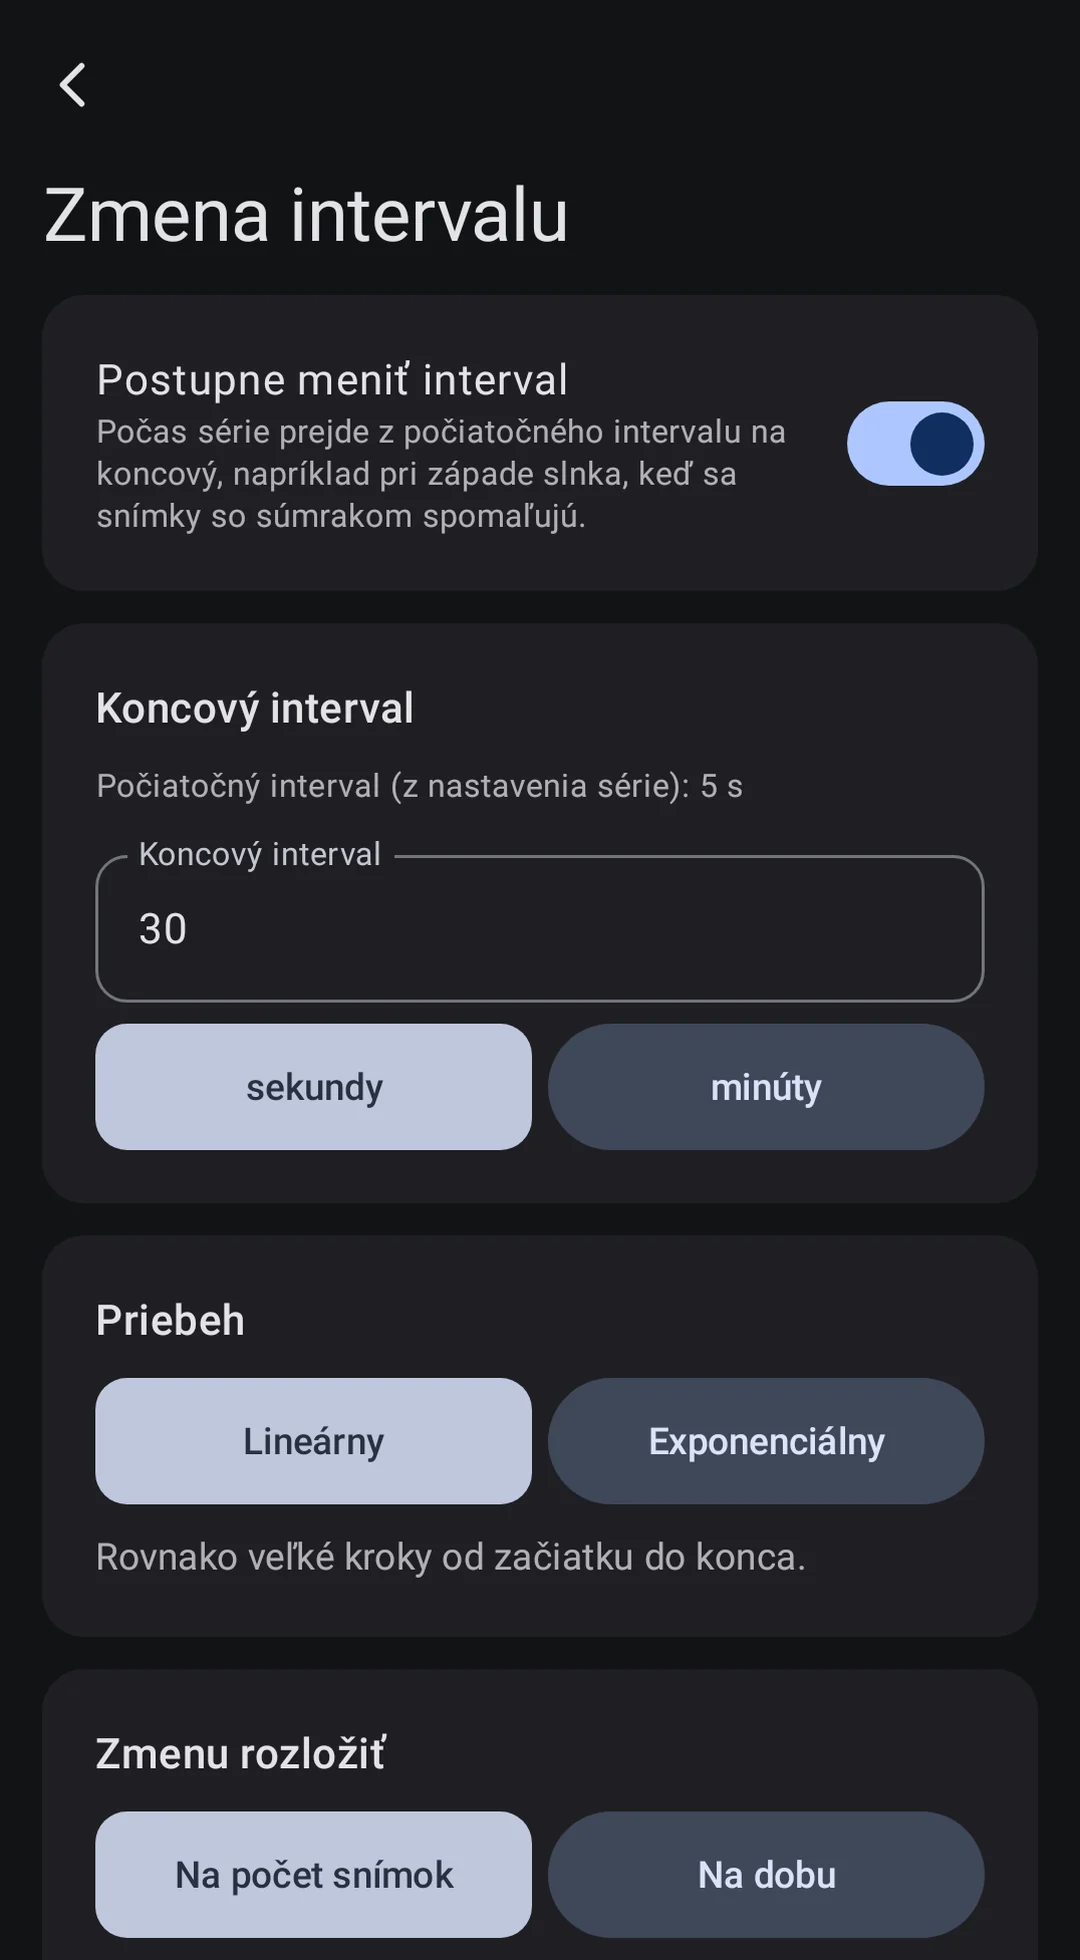 Zmena intervalu
Postupne meniť interval
Počas série prejde z počiatočného intervalu na
koncový, napríklad pri západe slnka, keď sa
snímky so súmrakom spomaľujú.
Koncový interval
Počiatočný interval (z nastavenia série): 5 s
Koncový interval
30
sekundy
minúty
Priebeh
Lineárny
Exponenciálny
Rovnako veľké kroky od začiatku do konca.
Zmenu rozložiť
Na počet snímok
Na dobu